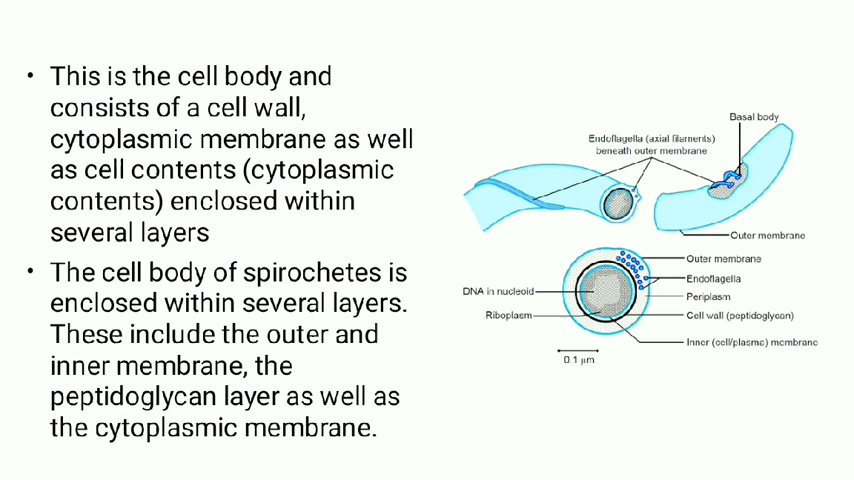 • This is the cell body and
consists of a cell wall,
cytoplasmic membrane as well
as cell contents (cytoplasmic
contents) enclosed within
several layers
• The cell body of spirochetes is
enclosed within several layers.
These include the outer and
inner membrane, the
peptidoglycan layer as well as
the cytoplasmic membrane.
Basal body
Endoflagella (axial filaments)
beneath outer membrane
Outer membrane
Outer membrane
Endoflagella
DNA in nucleoid
Periplasm
Riboplasm
Cell wall (peptidoglycan)
Inner (cell/plasma) membrane
0.1 μm